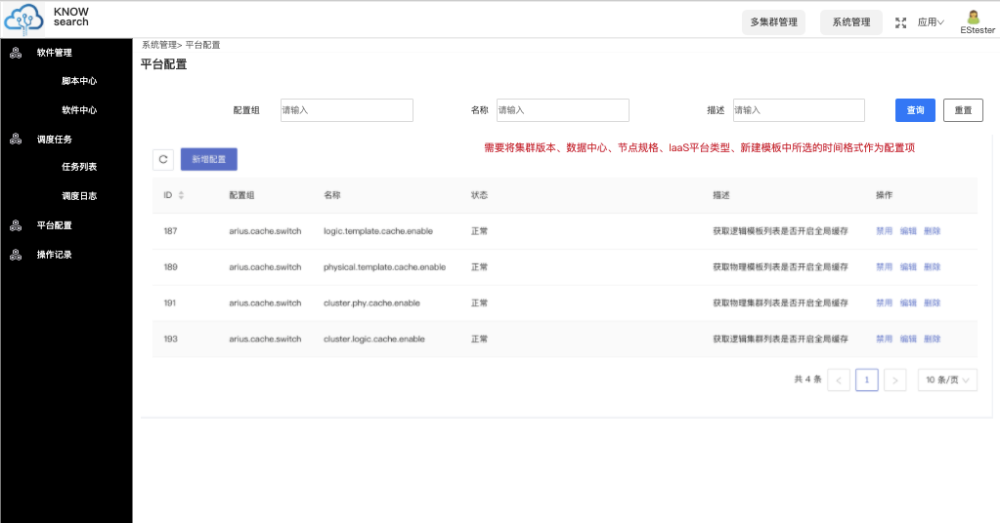 KNOW
search
多集群管理
系统管理
应用
EStester
软件管理
脚本中心
软件中心
调度任务
任务列表
调度日志
平台配置
操作记录
系统管理> 平台配置
平台配置
配置组 请输入 名称 请输入 描述 请输入 查询 重置
新增配置
需要将集群版本、数据中心、节点规格、IaaS平台类型、新建模板中所选的时间格式作为配置项
ID 配置组 名称 状态 描述 操作
187 arius.cache.switch logic.template.cache.enable 正常 获取逻辑模板列表是否开启全局缓存 禁用 编辑 删除
189 arius.cache.switch physical.template.cache.enable 正常 获取物理模板列表是否开启全局缓存 禁用 编辑 删除
191 arius.cache.switch cluster.phy.cache.enable 正常 获取物理集群列表是否开启全局缓存 禁用 编辑 删除
193 arius.cache.switch cluster.logic.cache.enable 正常 获取逻辑集群列表是否开启全局缓存 禁用 编辑 删除
共 4 条 < 1 > 10 条/页